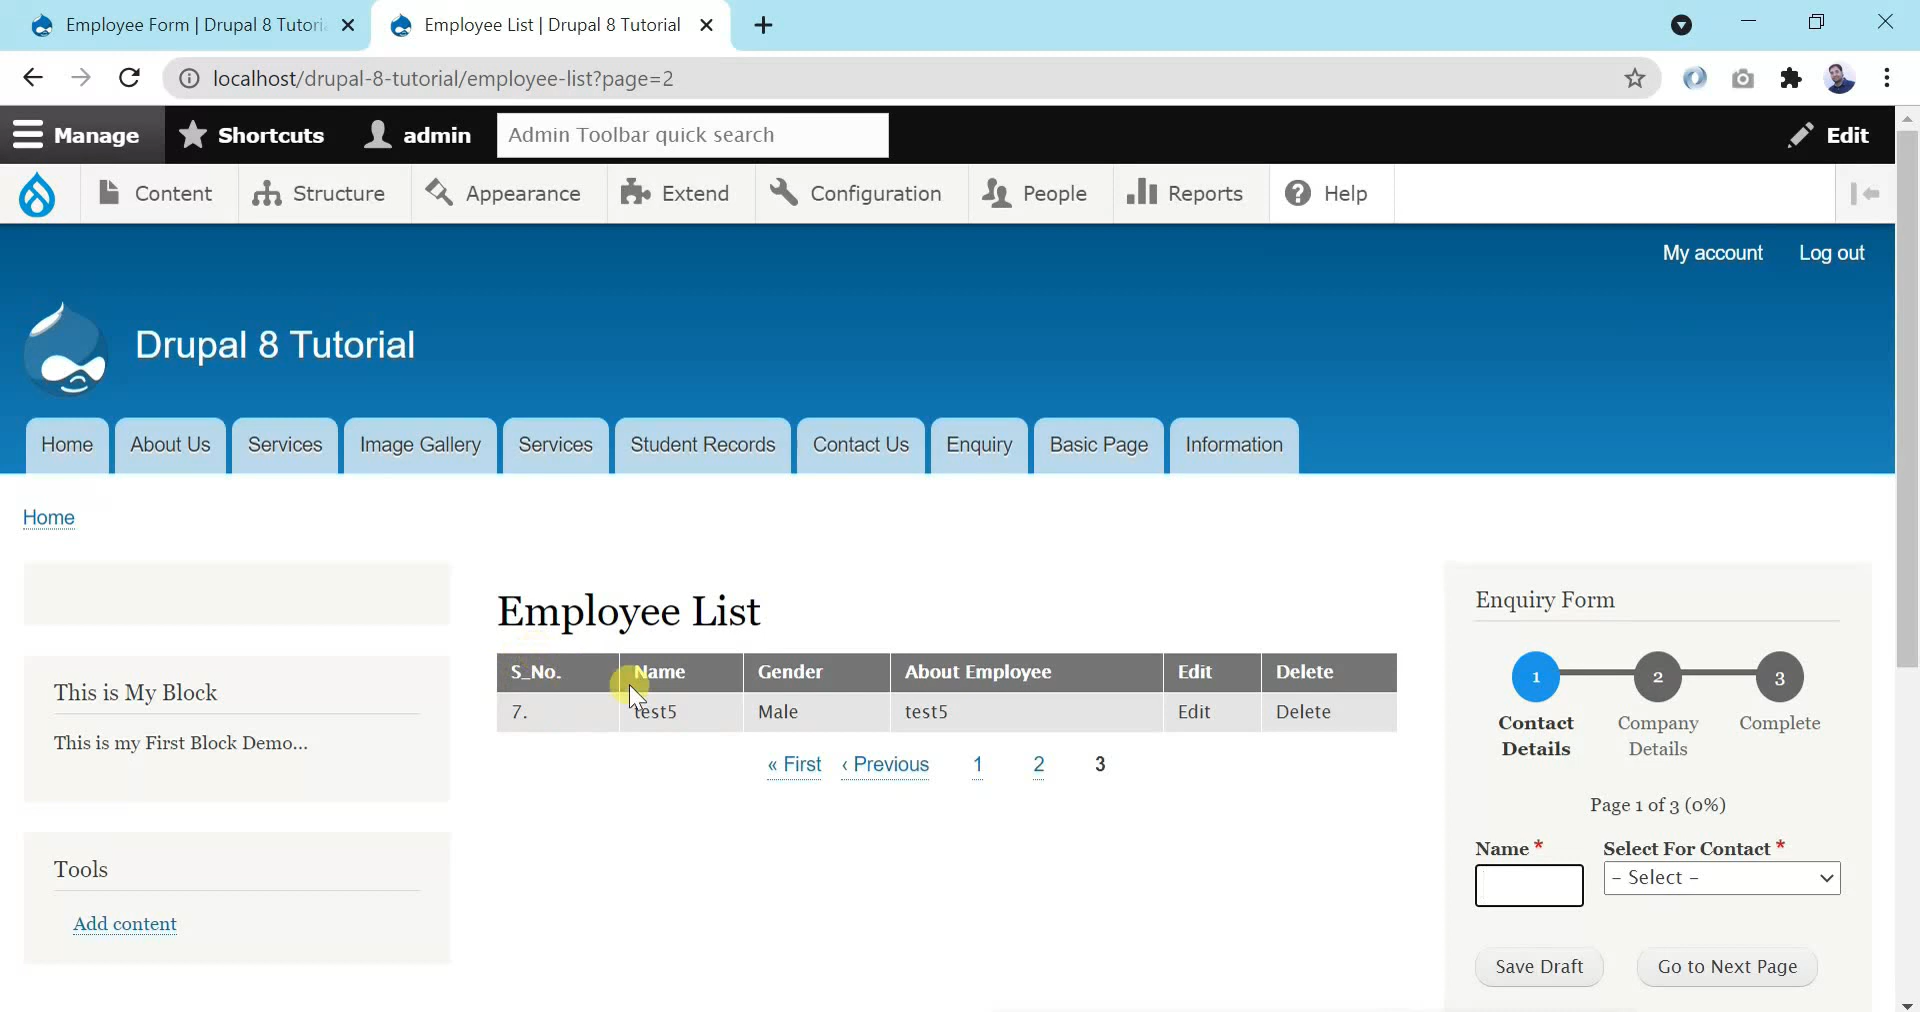 Employee Form | Drupal 8 Tutori
Employee List | Drupal 8 Tutorial
localhost/drupal-8-tutorial/employee-list?page=2
Manage Shortcuts admin Admin Toolbar quick search Edit
Content Structure Appearance Extend Configuration People Reports Help
My account Log out
Drupal 8 Tutorial
Home About Us Services Image Gallery Services Student Records Contact Us Enquiry Basic Page Information
Home
This is My Block
This is my First Block Demo...
Tools
Add content
Employee List
S_No. Name Gender About Employee Edit Delete
7. test5 Male test5 Edit Delete
« First ‹ Previous 1 2 3
Enquiry Form
1 2 3
Contact Details
Company Details
Complete
Page 1 of 3 (0%)
Name * Select For Contact *
- Select -
Save Draft Go to Next Page